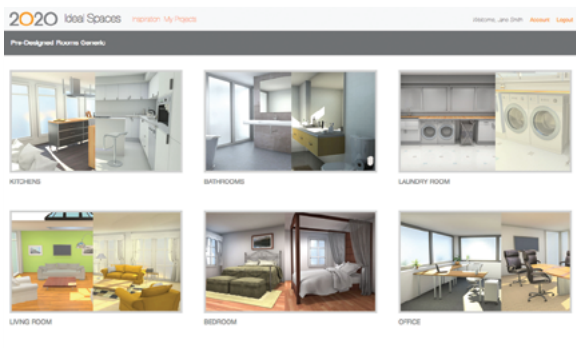 2020 Ideal Spaces Inspiration My Projects Welcome, Jane Smith Account Logout
Pre-Designed Rooms Generic
KITCHENS BATHROOMS LAUNDRY ROOM
LIVING ROOM BEDROOM OFFICE